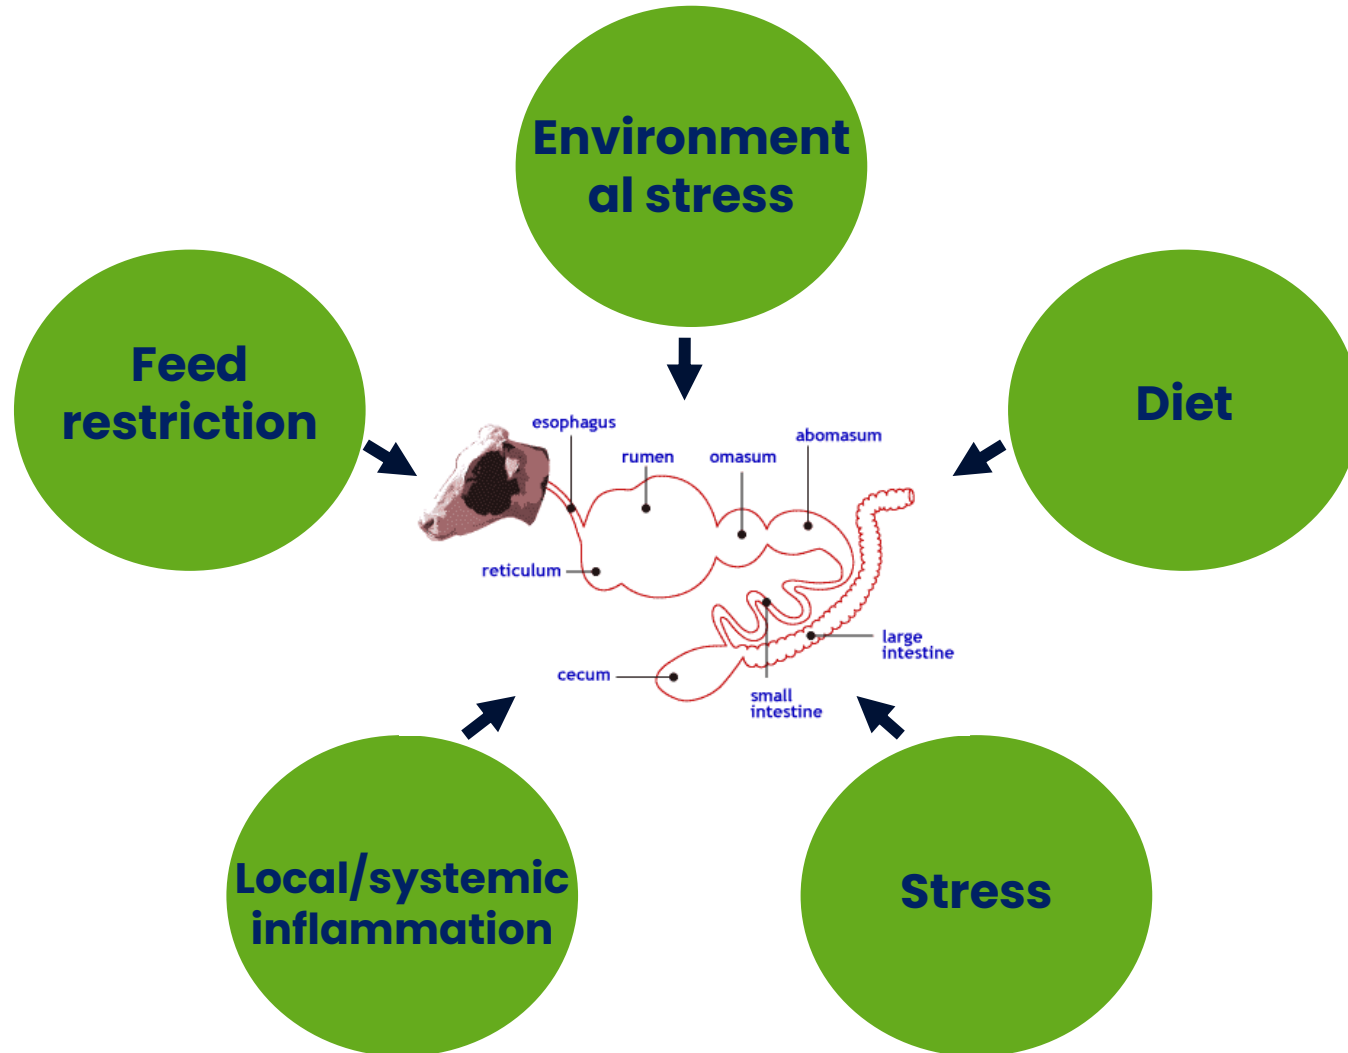 Environment
al stress
Feed
restriction
Diet
esophagus
rumen
omasum
abomasum
reticulum
large
intestine
cecum
small
intestine
Local/systemic
inflammation
Stress